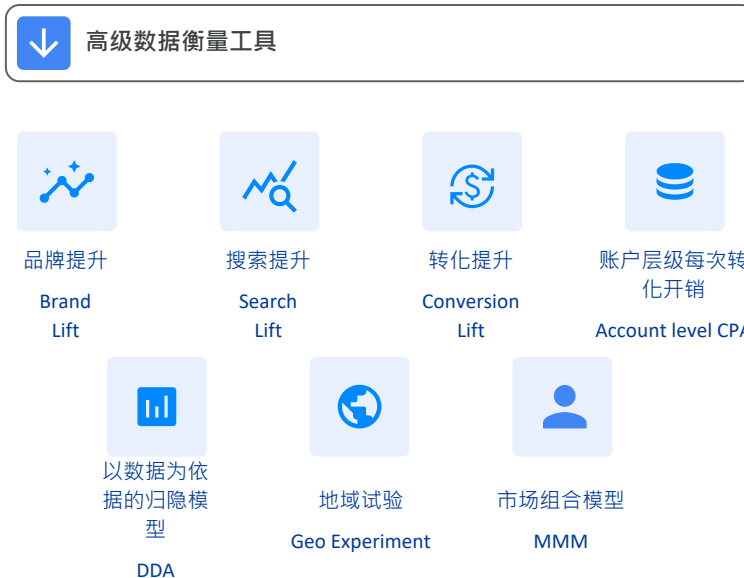 高级数据衡量工具
品牌提升
Brand
Lift
搜索提升
Search
Lift
转化提升
Conversion
Lift
账户层级每次转
化开销
Account level CPA
以数据为依
据的归隐模
型
DDA
地域试验
Geo Experiment
市场组合模型
MMM